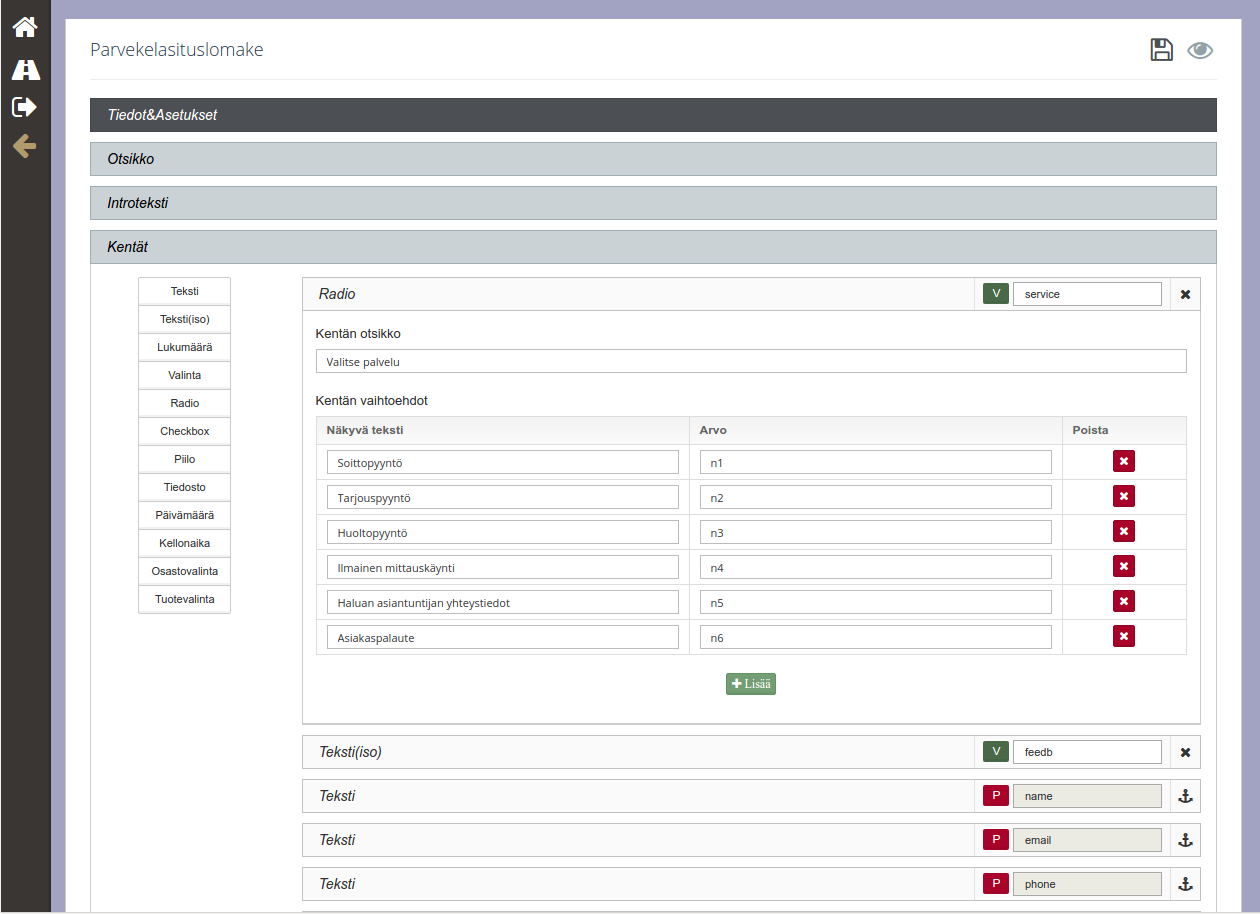 Parvekelasituslomake
Tiedot&Asetukset
Otsikko
Introteksti
Kentät
Teksti
Teksti(iso)
Lukumäärä
Valinta
Radio
Checkbox
Piilo
Tiedosto
Päivämäärä
Kellonaika
Osastovalinta
Tuotevalinta
Radio V service
Kentän otsikko
Valitse palvelu
Kentän vaihtoehdot
Näkyvä teksti Arvo Poista
Soittopyyntö n1
Tarjouspyyntö n2
Huoltopyyntö n3
Ilmainen mittauskäynti n4
Haluan asiantuntijan yhteystiedot n5
Asiakaspalaute n6
Lisää
Teksti(iso) V feedb
Teksti P name
Teksti P email
Teksti P phone